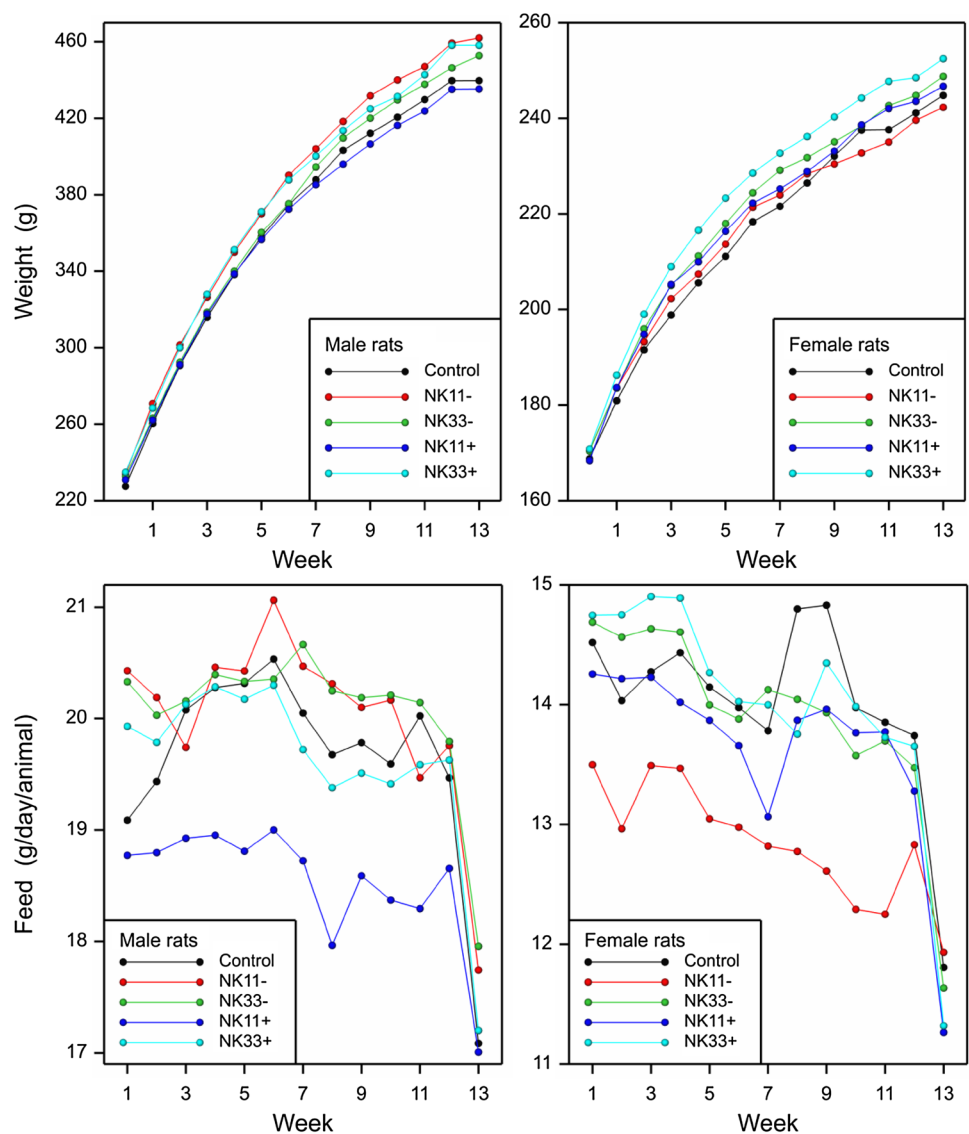 460
420
380
340
300
260
220
Weight (g)
Male rats
Control
NK11-
NK33-
NK11+
NK33+
1 3 5 7 9 11 13
Week
260
240
220
200
180
160
Female rats
Control
NK11-
NK33-
NK11+
NK33+
1 3 5 7 9 11 13
Week
21
20
19
18
17
Feed (g/day/animal)
Male rats
Control
NK11-
NK33-
NK11+
NK33+
1 3 5 7 9 11 13
Week
15
14
13
12
11
Female rats
Control
NK11-
NK33-
NK11+
NK33+
1 3 5 7 9 11 13
Week